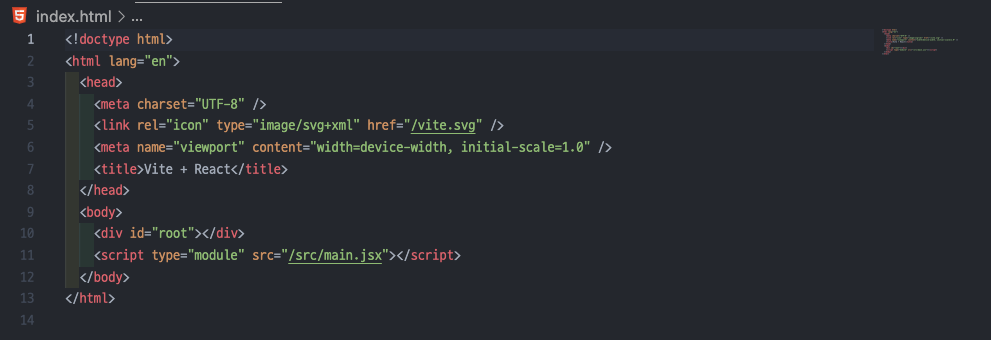 index.html > ...
1 <!doctype html>
2 <html lang="en">
3 <head>
4 <meta charset="UTF-8" />
5 <link rel="icon" type="image/svg+xml" href="/vite.svg" />
6 <meta name="viewport" content="width=device-width, initial-scale=1.0" />
7 <title>Vite + React</title>
8 </head>
9 <body>
10 <div id="root"></div>
11 <script type="module" src="/src/main.jsx"></script>
12 </body>
13 </html>
14